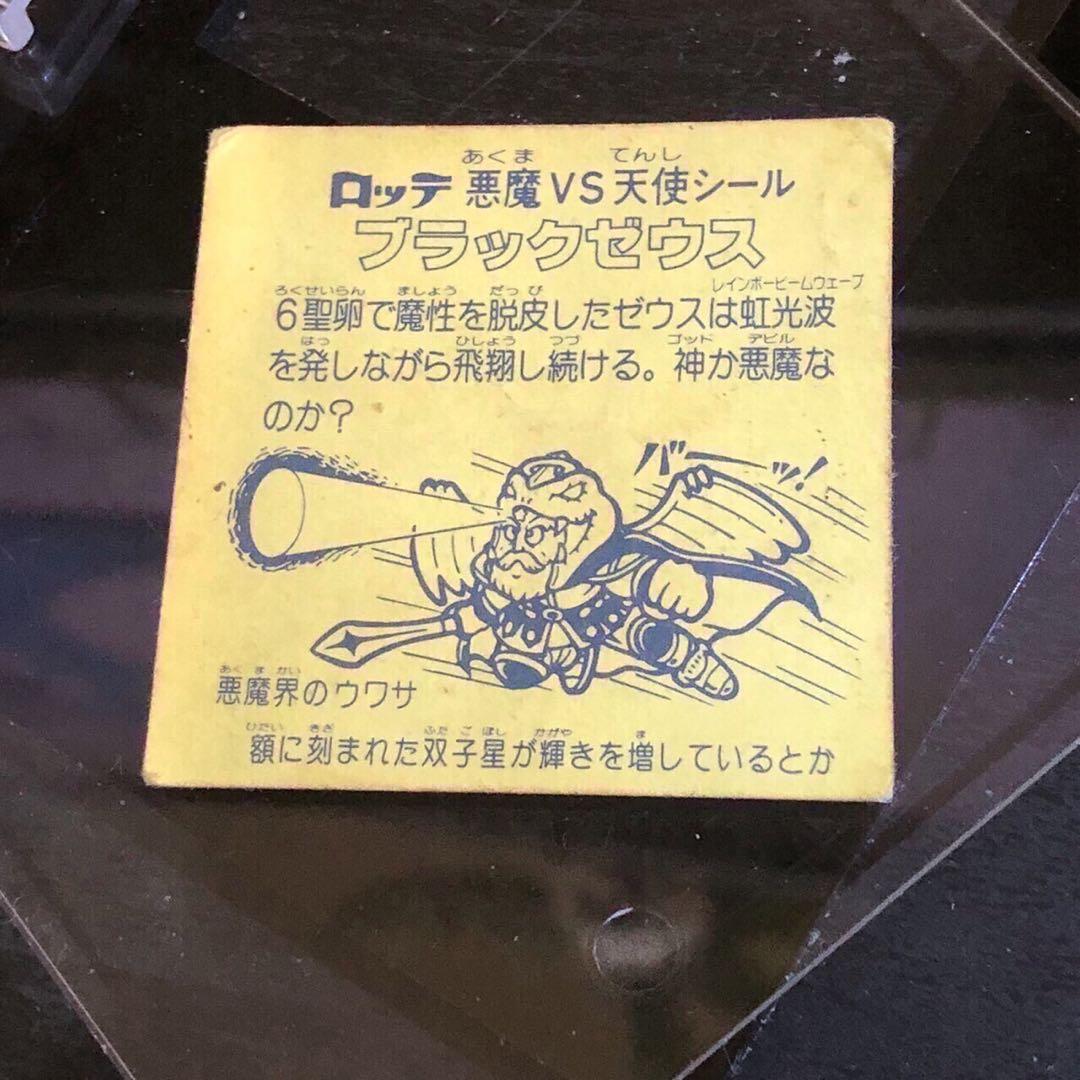 あくま てんし
ロッテ 悪魔VS天使シール
ブラックゼウス
ろくせいらん ましょう だっぴ レインボービームウェーブ
6聖卵で魔性を脱皮したゼウスは虹光波
はっ ひしょう つづ ゴッド デビル
を発しながら飛翔し続ける。神か悪魔な
のか?
バーーッ!
あくまかい
悪魔界のウワサ
ひたい きざ ふたごぼし かがや ま
額に刻まれた双子星が輝きを増しているとか